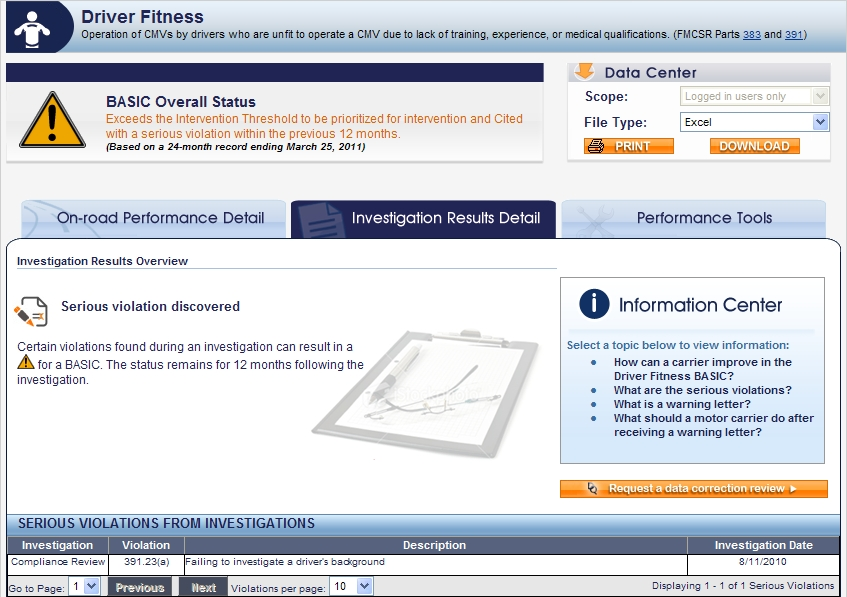 Driver Fitness
Operation of CMVs by drivers who are unfit to operate a CMV due to lack of training, experience, or medical qualifications. (FMCSR Parts 383 and 391)
BASIC Overall Status
Exceeds the Intervention Threshold to be prioritized for intervention and Cited
with a serious violation within the previous 12 months.
(Based on a 24-month record ending March 25, 2011)
Data Center
Scope: Logged in users only
File Type: Excel
PRINT DOWNLOAD
On-road Performance Detail Investigation Results Detail Performance Tools
Investigation Results Overview
Serious violation discovered
Certain violations found during an investigation can result in a
for a BASIC. The status remains for 12 months following the
investigation.
Information Center
Select a topic below to view information:
• How can a carrier improve in the
Driver Fitness BASIC?
• What are the serious violations?
• What is a warning letter?
• What should a motor carrier do after
receiving a warning letter?
Request a data correction review
SERIOUS VIOLATIONS FROM INVESTIGATIONS
Investigation Violation Description Investigation Date
Compliance Review 391.23(a) Failing to investigate a driver's background 8/11/2010
Go to Page: 1 Previous Next Violations per page: 10 Displaying 1 - 1 of 1 Serious Violations